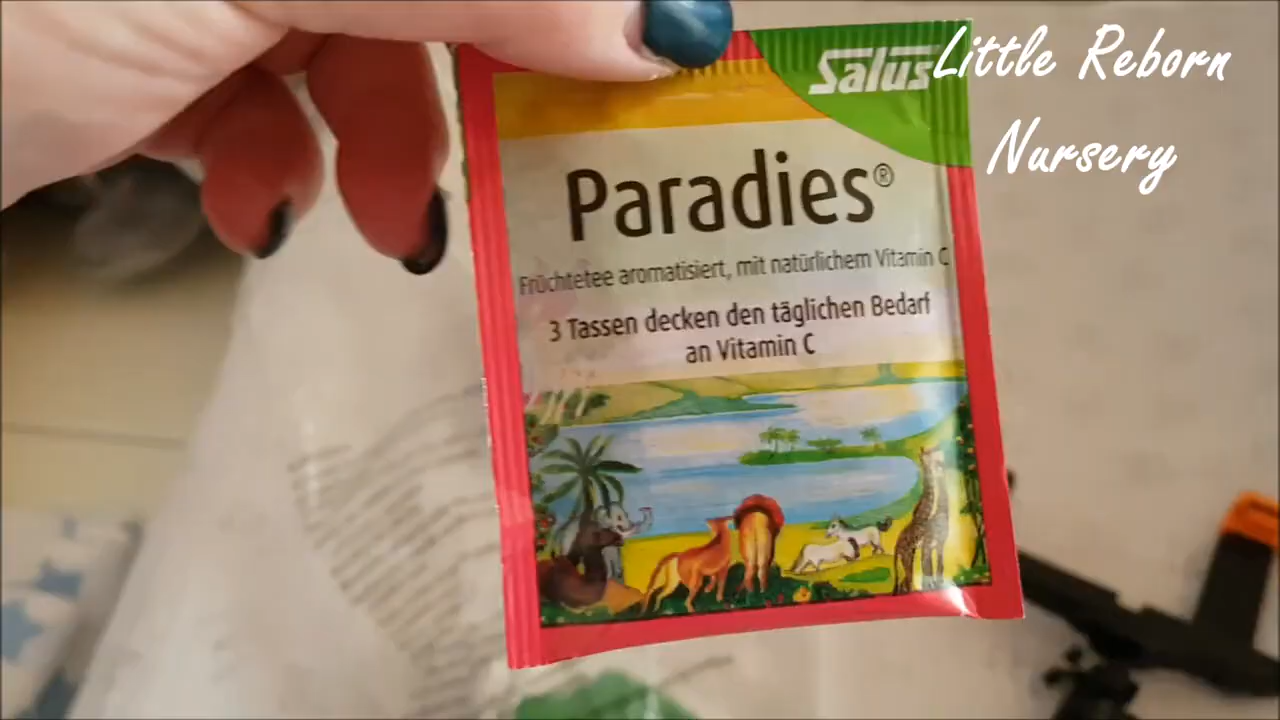 Salus
Little Reborn
Nursery
Paradies®
Früchtetee aromatisiert, mit natürlichem Vitamin C
3 Tassen decken den täglichen Bedarf
an Vitamin C